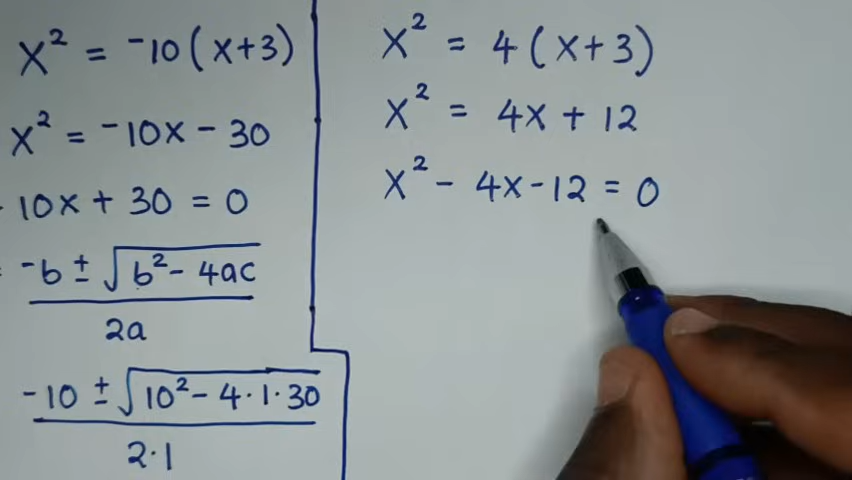 x² = -10(x+3)
x² = -10x - 30
10x + 30 = 0
-b ± √b² - 4ac
2a
-10 ± √10² - 4·1·30
2·1
x² = 4(x+3)
x² = 4x + 12
x² - 4x - 12 = 0